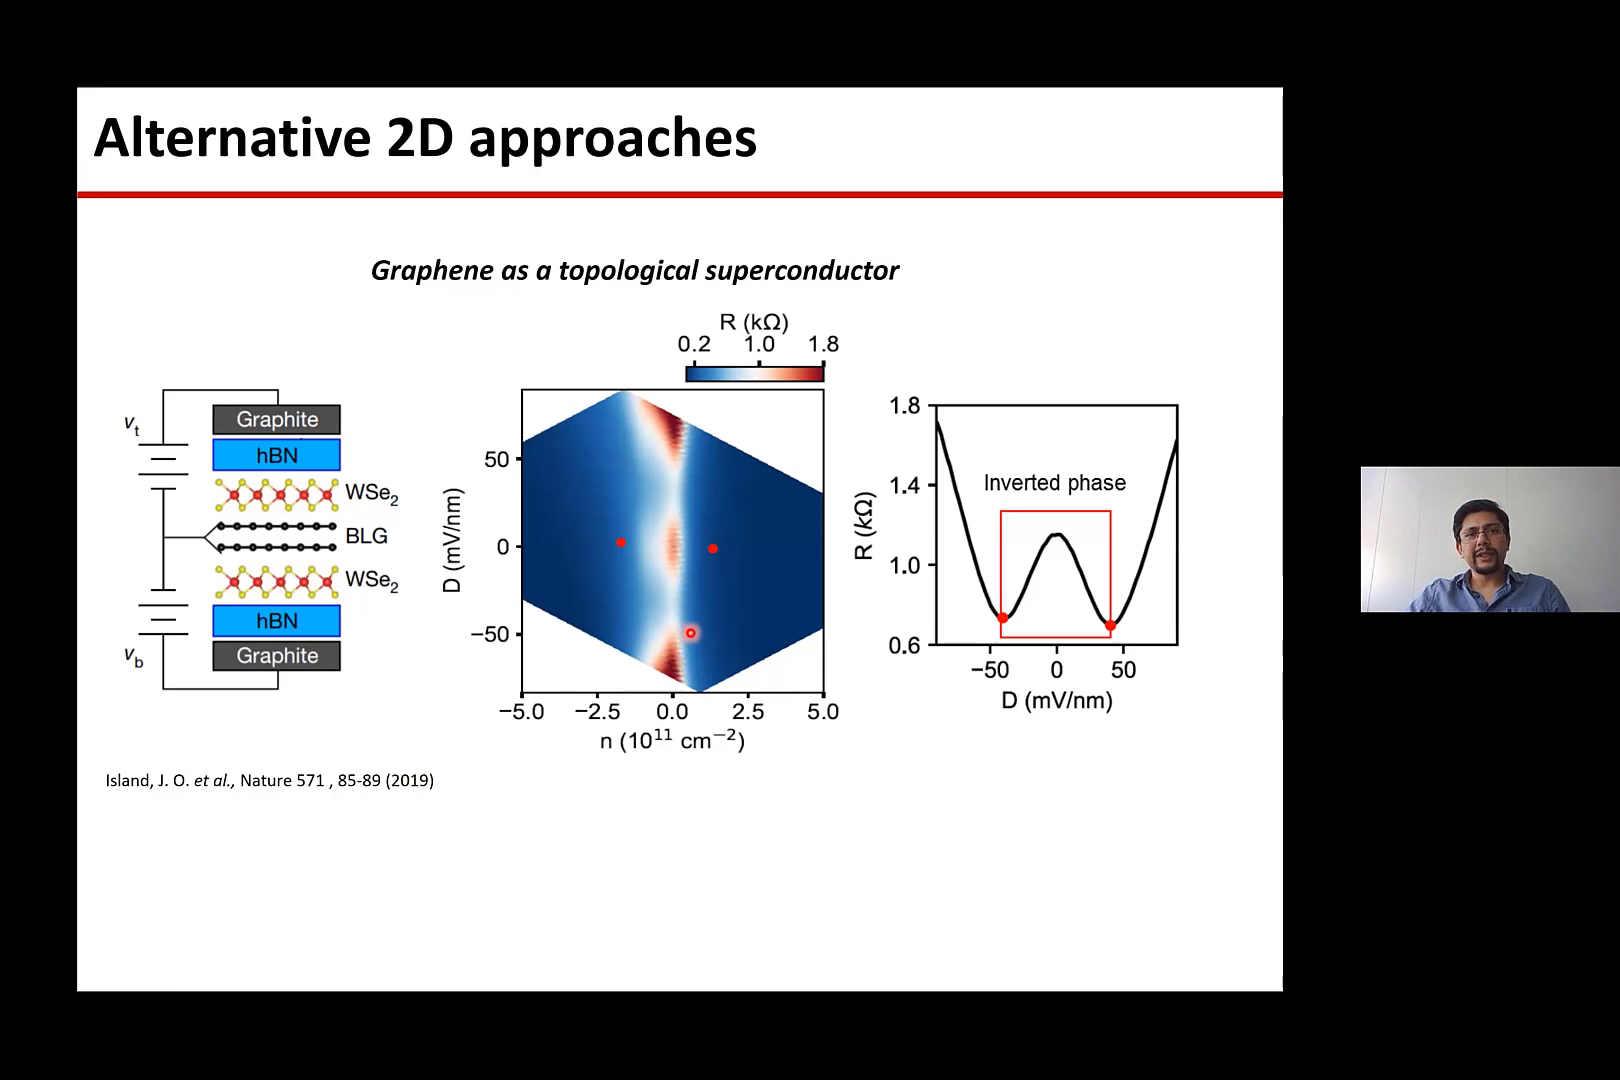 Alternative 2D approaches
Graphene as a topological superconductor
V_t
Graphite
hBN
WSe₂
BLG
WSe₂
hBN
Graphite
V_b
R (kΩ)
0.2 1.0 1.8
D (mV/nm)
50
0
−50
−5.0 −2.5 0.0 2.5 5.0
n (10¹¹ cm⁻²)
R (kΩ)
1.8
1.4
1.0
0.6
Inverted phase
−50 0 50
D (mV/nm)
Island, J. O. et al., Nature 571 , 85-89 (2019)